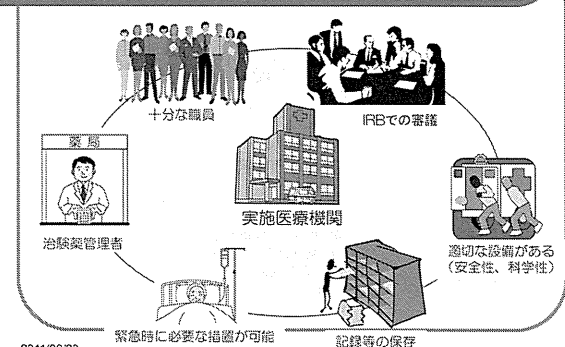 十分な職員
IRBでの審議
薬局
実施医療機関
治験薬管理者
適切な設備がある
(安全性、科学性)
緊急時に必要な措置が可能
記録等の保存